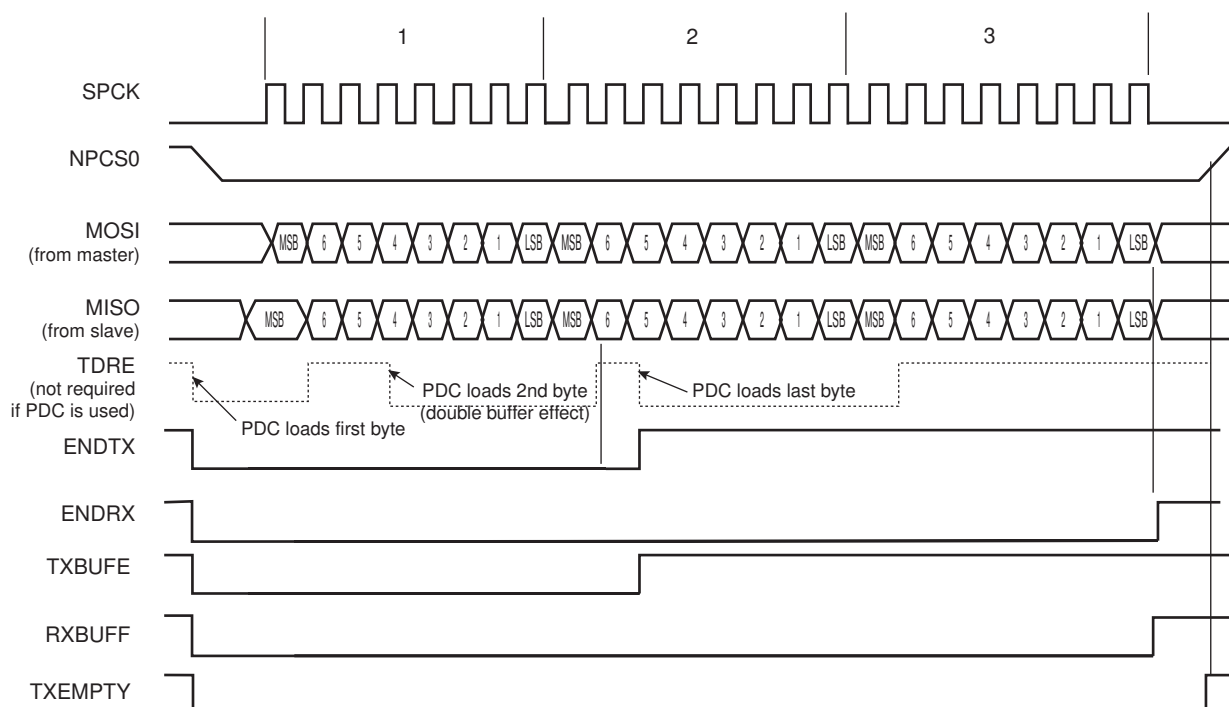 1 2 3
SPCK
NPCS0
MOSI
(from master)
MSB 6 5 4 3 2 1 LSB MSB 6 5 4 3 2 1 LSB MSB 6 5 4 3 2 1 LSB
MISO
(from slave)
MSB 6 5 4 3 2 1 LSB MSB 6 5 4 3 2 1 LSB MSB 6 5 4 3 2 1 LSB
TDRE
(not required
if PDC is used)
PDC loads first byte
PDC loads 2nd byte
(double buffer effect)
PDC loads last byte
ENDTX
ENDRX
TXBUFE
RXBUFF
TXEMPTY